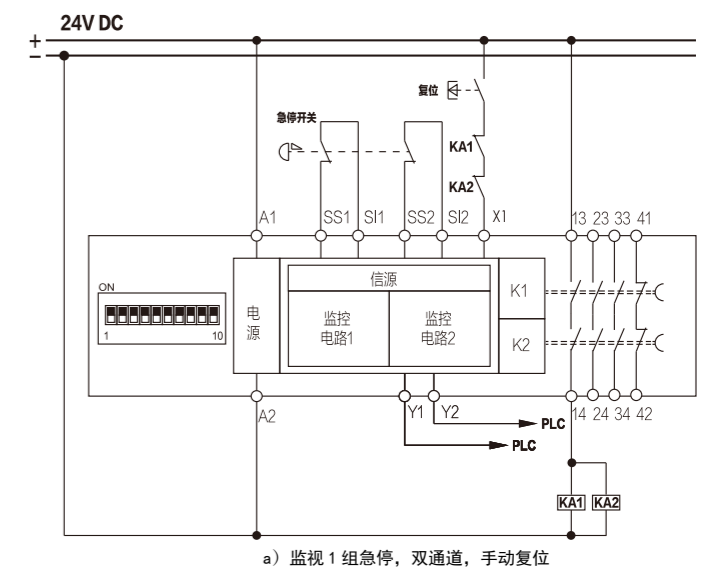 24V DC
+
−
复位
急停开关
KA1
KA2
A1 SS1 SI1 SS2 SI2 X1 13 23 33 41
ON
1 10
电源
信源
监控电路1
监控电路2
K1
K2
A2 Y1 Y2 14 24 34 42
PLC
PLC
KA1 KA2
a）监视1组急停，双通道，手动复位